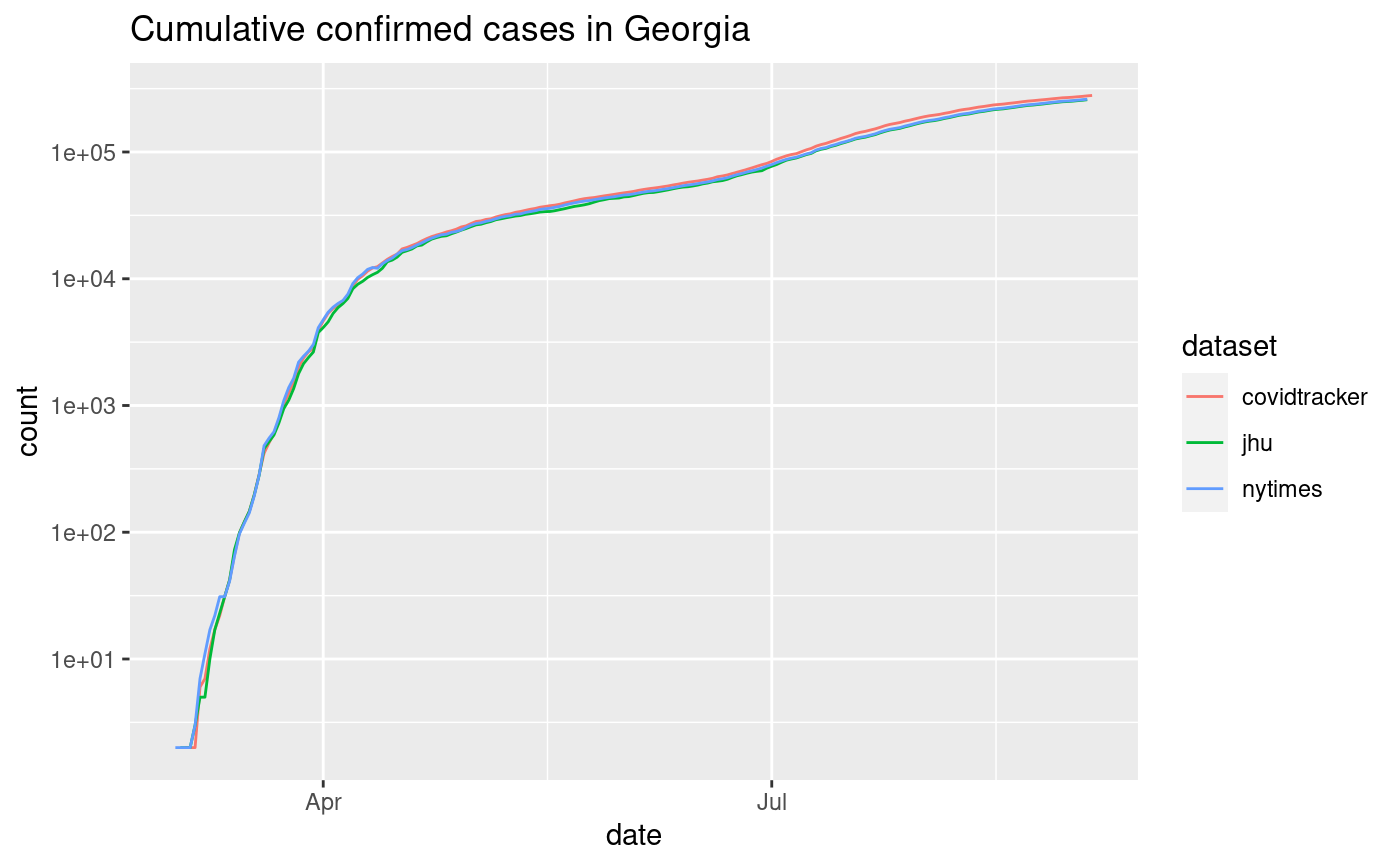 Cumulative confirmed cases in Georgia
1e+05
1e+04
1e+03
1e+02
1e+01
count
Apr
Jul
date
dataset
covidtracker
jhu
nytimes